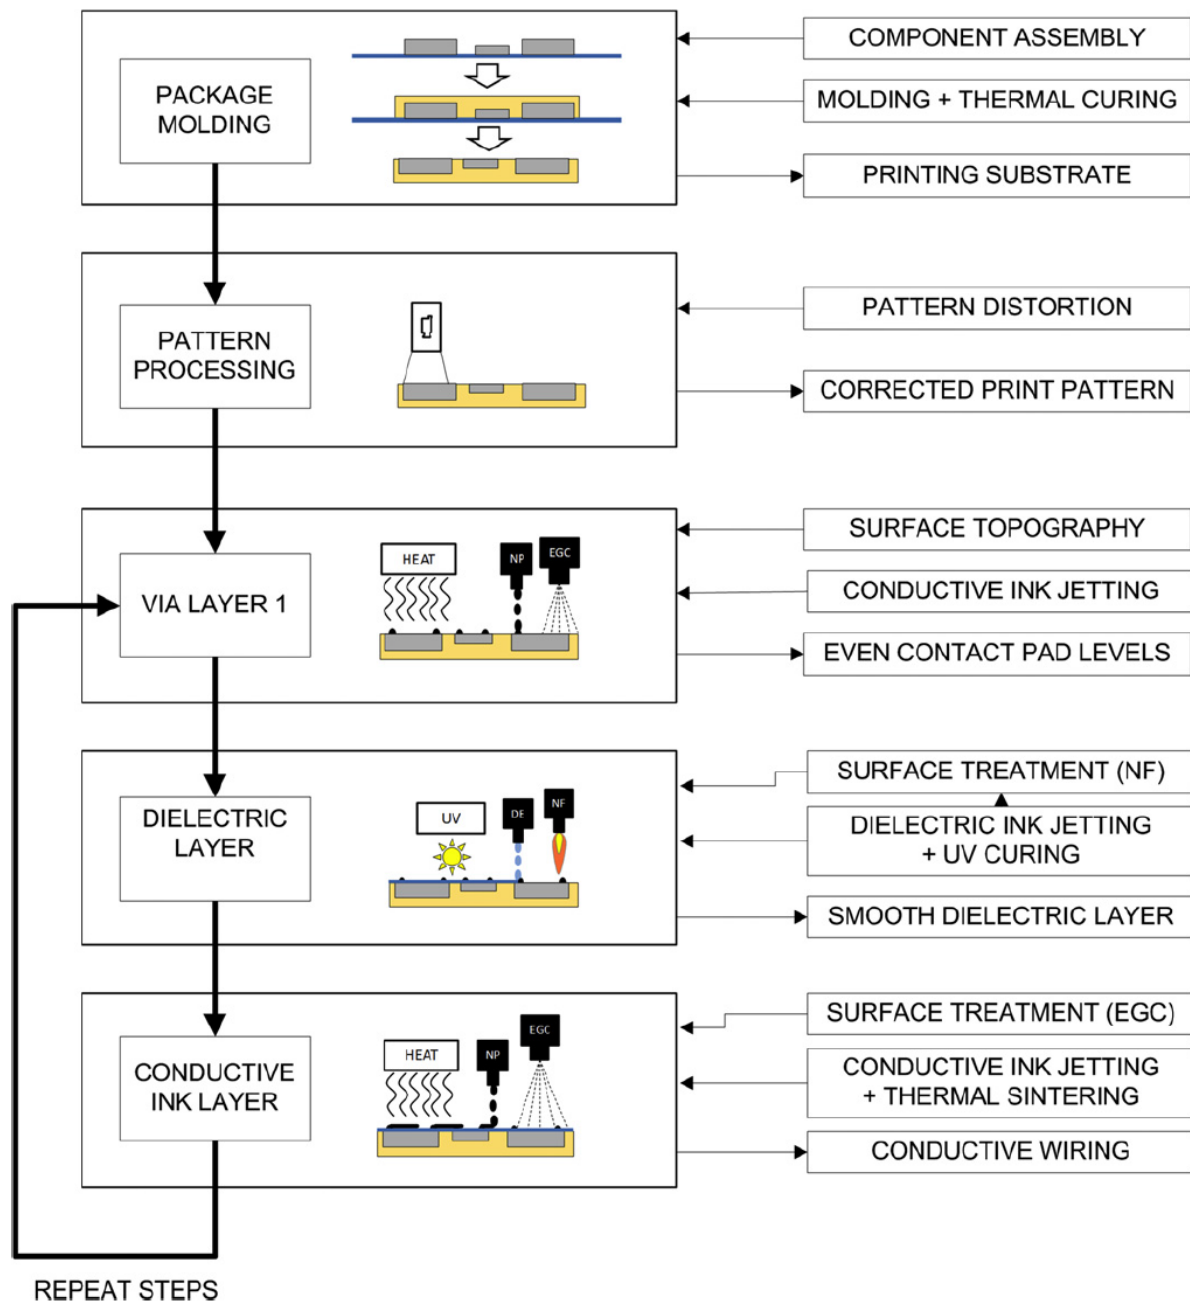 COMPONENT ASSEMBLY
PACKAGE
MOLDING
MOLDING + THERMAL CURING
PRINTING SUBSTRATE
PATTERN
PROCESSING
PATTERN DISTORTION
CORRECTED PRINT PATTERN
VIA LAYER 1
HEAT
NP
EGC
SURFACE TOPOGRAPHY
CONDUCTIVE INK JETTING
EVEN CONTACT PAD LEVELS
DIELECTRIC
LAYER
UV
DE
NF
SURFACE TREATMENT (NF)
DIELECTRIC INK JETTING
+ UV CURING
SMOOTH DIELECTRIC LAYER
CONDUCTIVE
INK LAYER
HEAT
NP
EGC
SURFACE TREATMENT (EGC)
CONDUCTIVE INK JETTING
+ THERMAL SINTERING
CONDUCTIVE WIRING
REPEAT STEPS